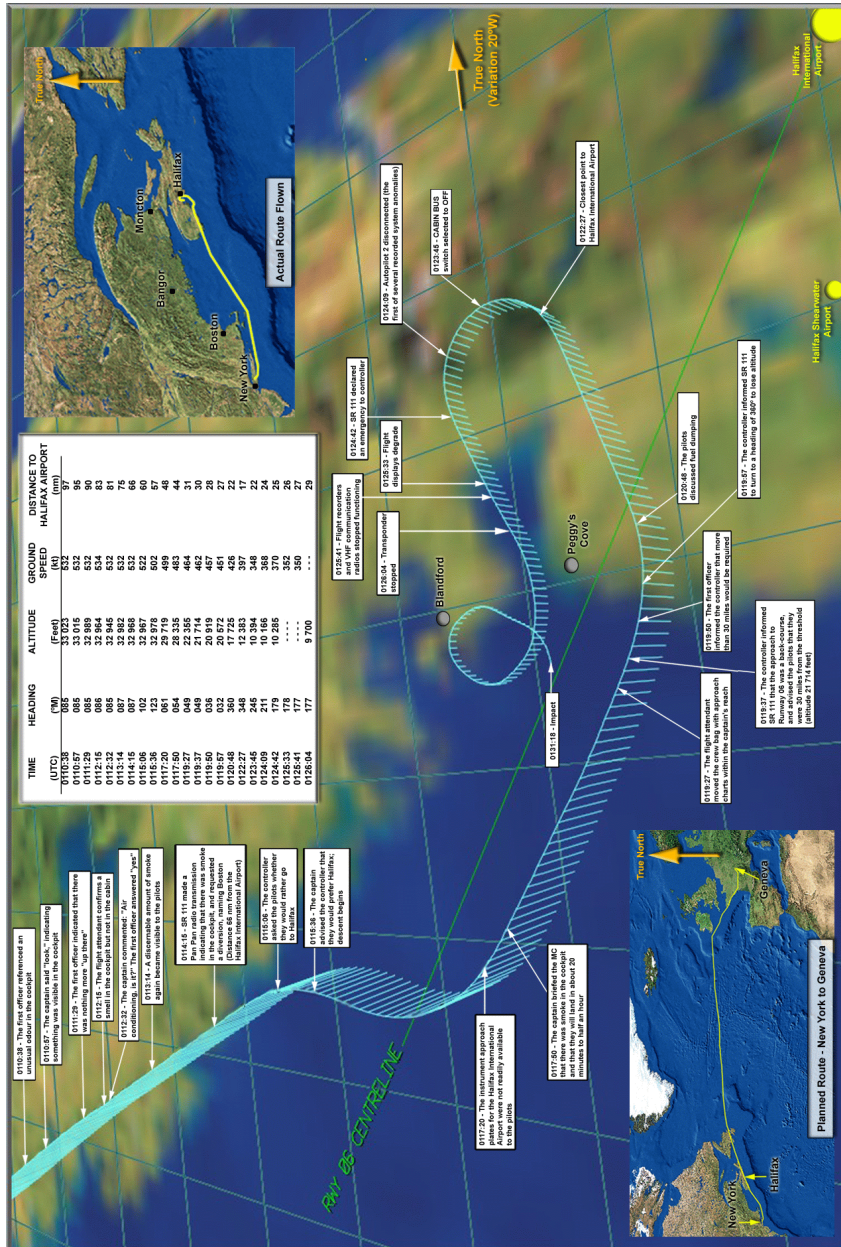 0110:38 - The first officer referenced an
unusual odour in the cockpit
0110:57 - The captain said "look," indicating
something was visible in the cockpit
0111:29 - The first officer indicated that there
was nothing more "up there"
0112:15 - The flight attendant confirms a
smell in the cockpit but not in the cabin
0112:32 - The captain commented: "Air
conditioning, is it?" The first officer answered "yes"
0113:14 - A discernable amount of smoke
again became visible to the pilots
0114:15 - SR 111 made a
Pan Pan radio transmission
indicating that there was smoke
in the cockpit, and requested
a diversion, naming Boston
(Distance 66 nm from the
Halifax International Airport)
0115:06 - The controller
asked the pilots whether
they would rather go
to Halifax
0115:36 - The captain
advised the controller that
they would prefer Halifax;
descent begins
TIME HEADING ALTITUDE GROUND SPEED DISTANCE TO HALIFAX AIRPORT
(UTC) (°M) (Feet) (kt) (nm)
0110:38 085 33 023 532 97
0110:57 085 33 015 532 95
0111:29 085 32 989 532 90
0112:15 086 32 964 534 83
0112:32 085 32 945 532 81
0113:14 087 32 982 532 75
0114:15 087 32 968 532 66
0115:06 102 32 967 522 60
0115:36 123 32 978 502 57
0117:20 061 29 719 499 48
0117:50 054 28 335 483 44
0119:27 049 22 355 464 31
0119:37 049 21 714 462 30
0119:50 036 20 919 457 28
0119:57 032 20 572 451 27
0120:48 360 17 725 426 22
0122:27 348 12 383 397 17
0123:45 245 10 394 348 22
0124:09 211 10 166 368 24
0124:42 179 10 285 370 25
0125:33 178 - - - - 352 26
0125:41 177 - - - - 350 27
0126:04 177 9 700 - - - 29
True North
Moncton
Halifax
Bangor
Boston
New York
Actual Route Flown
0124:09 - Autopilot 2 disconnected (the
first of several recorded system anomalies)
0123:45 - CABIN BUS
switch selected to OFF
0124:42 - SR 111 declared
an emergency to controller
0125:33 - Flight
displays degrade
0125:41 - Flight recorders
and VHF communication
radios stopped functioning
0126:04 - Transponder
stopped
True North
(Variation 20°W)
Blandford
Peggy's
Cove
0122:27 - Closest point to
Halifax International Airport
0131:18 - Impact
RWY 06 CENTRELINE
0117:20 - The instrument approach
plates for the Halifax International
Airport were not readily available
to the pilots
0117:50 - The captain briefed the MC
that there was smoke in the cockpit
and that they will land in about 20
minutes to half an hour
0119:27 - The flight attendant
moved the crew bag with approach
charts within the captain's reach
0119:37 - The controller informed
SR 111 that the approach to
Runway 06 was a back-course,
and advised the pilots that they
were 30 miles from the threshold
(altitude 21 714 feet)
0119:50 - The first officer
informed the controller that more
than 30 miles would be required
0119:57 - The controller informed SR 111
to turn to a heading of 360° to lose altitude
0120:48 - The pilots
discussed fuel dumping
Halifax Shearwater
Airport
Halifax
International
Airport
True North
New York
Halifax
Geneva
Planned Route - New York to Geneva